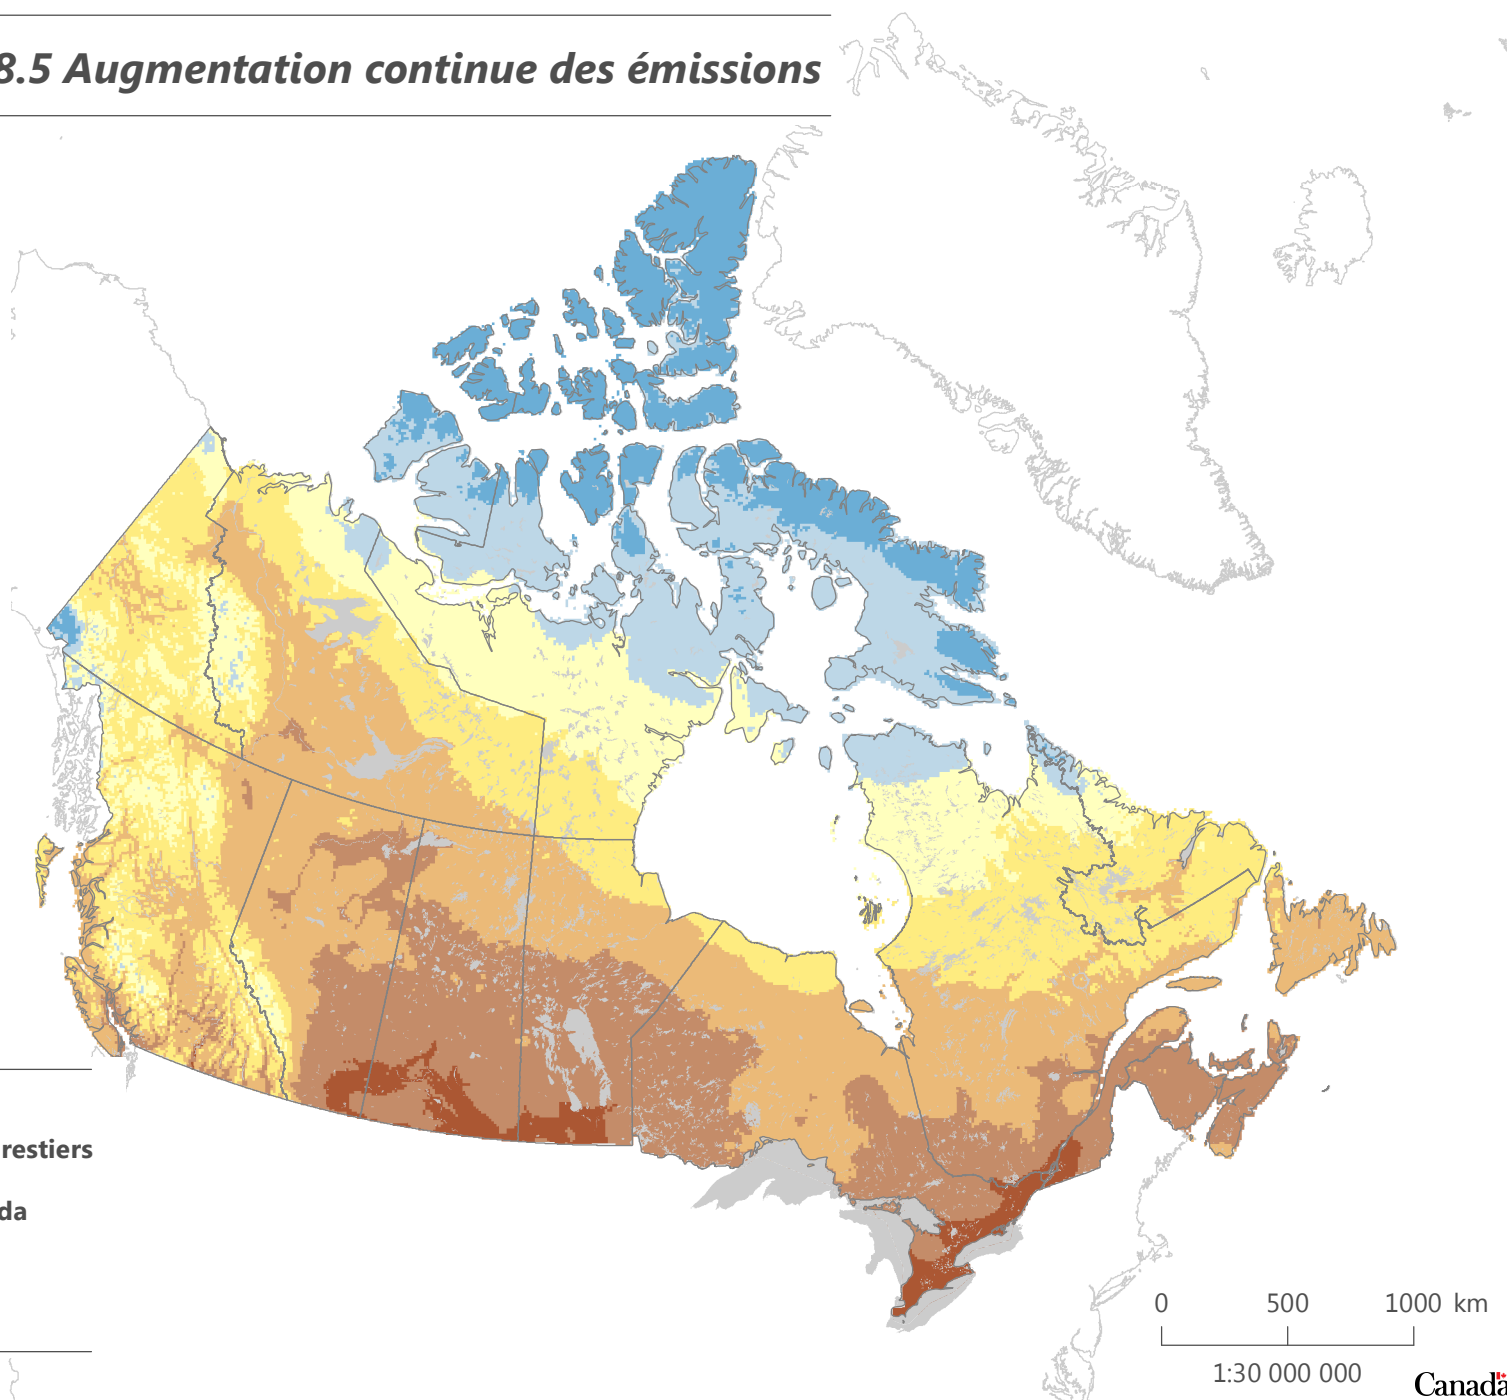 8.5 Augmentation continue des émissions
restiers
da
0 500 1000 km
1:30 000 000
Canada